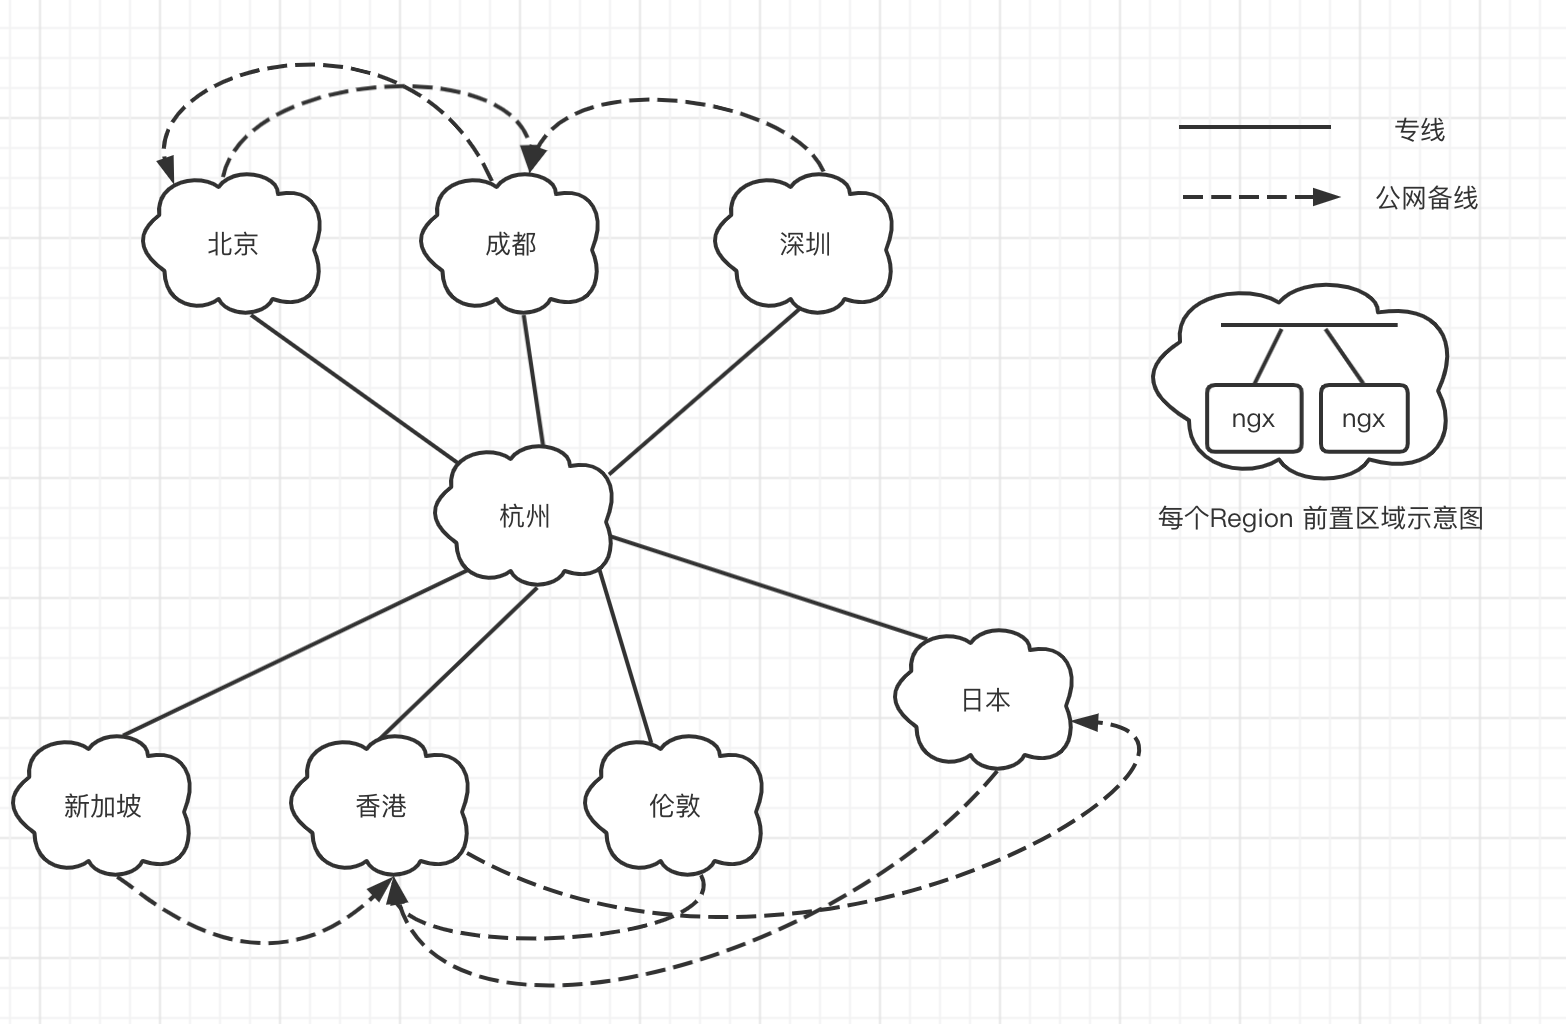 专线
公网备线
北京
成都
深圳
ngx
ngx
每个Region 前置区域示意图
杭州
日本
新加坡
香港
伦敦